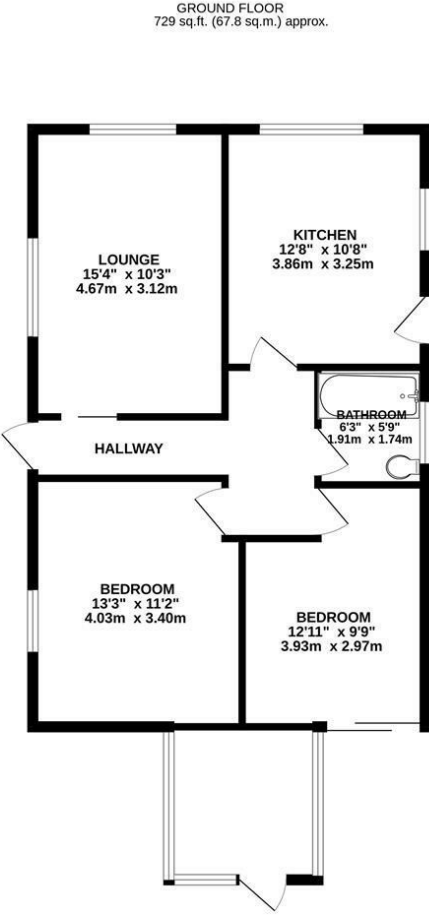 GROUND FLOOR
729 sq.ft. (67.8 sq.m.) approx.
LOUNGE
15'4" x 10'3"
4.67m x 3.12m
KITCHEN
12'8" x 10'8"
3.86m x 3.25m
BATHROOM
6'3" x 5'9"
1.91m x 1.74m
HALLWAY
BEDROOM
13'3" x 11'2"
4.03m x 3.40m
BEDROOM
12'11" x 9'9"
3.93m x 2.97m